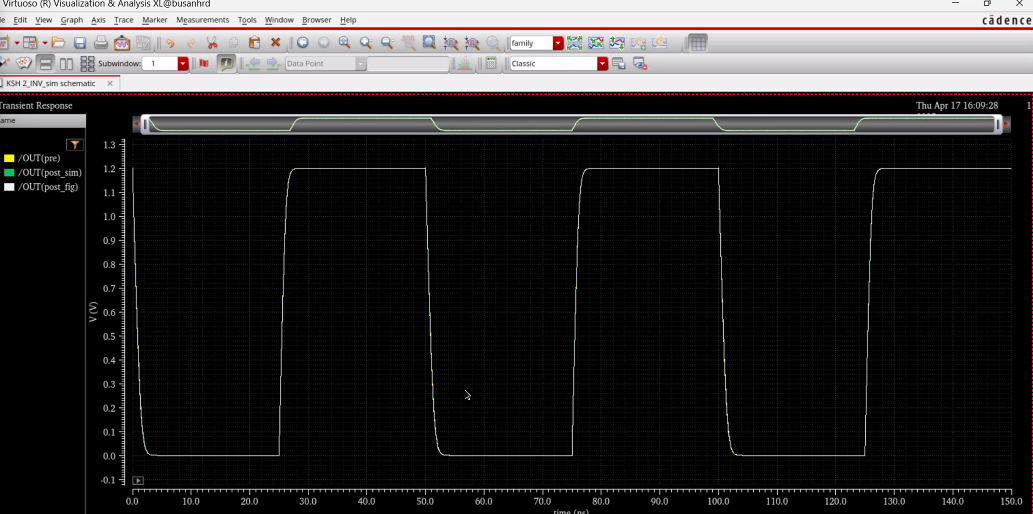 Virtuoso (R) Visualization & Analysis XL@busanhrd
Edit View Graph Axis Trace Marker Measurements Tools Window Browser Help
cādence
family
Subwindow: 1
Data Point
Classic
KSH 2_INV_sim schematic
Transient Response
Thu Apr 17 16:09:28
ame
/OUT(pre)
/OUT(post_sim)
/OUT(post_fig)
V (V)
1.3
1.2
1.1
1.0
0.9
0.8
0.7
0.6
0.5
0.4
0.3
0.2
0.1
0.0
-0.1
0.0 10.0 20.0 30.0 40.0 50.0 60.0 70.0 80.0 90.0 100.0 110.0 120.0 130.0 140.0 150.0
time (ns)